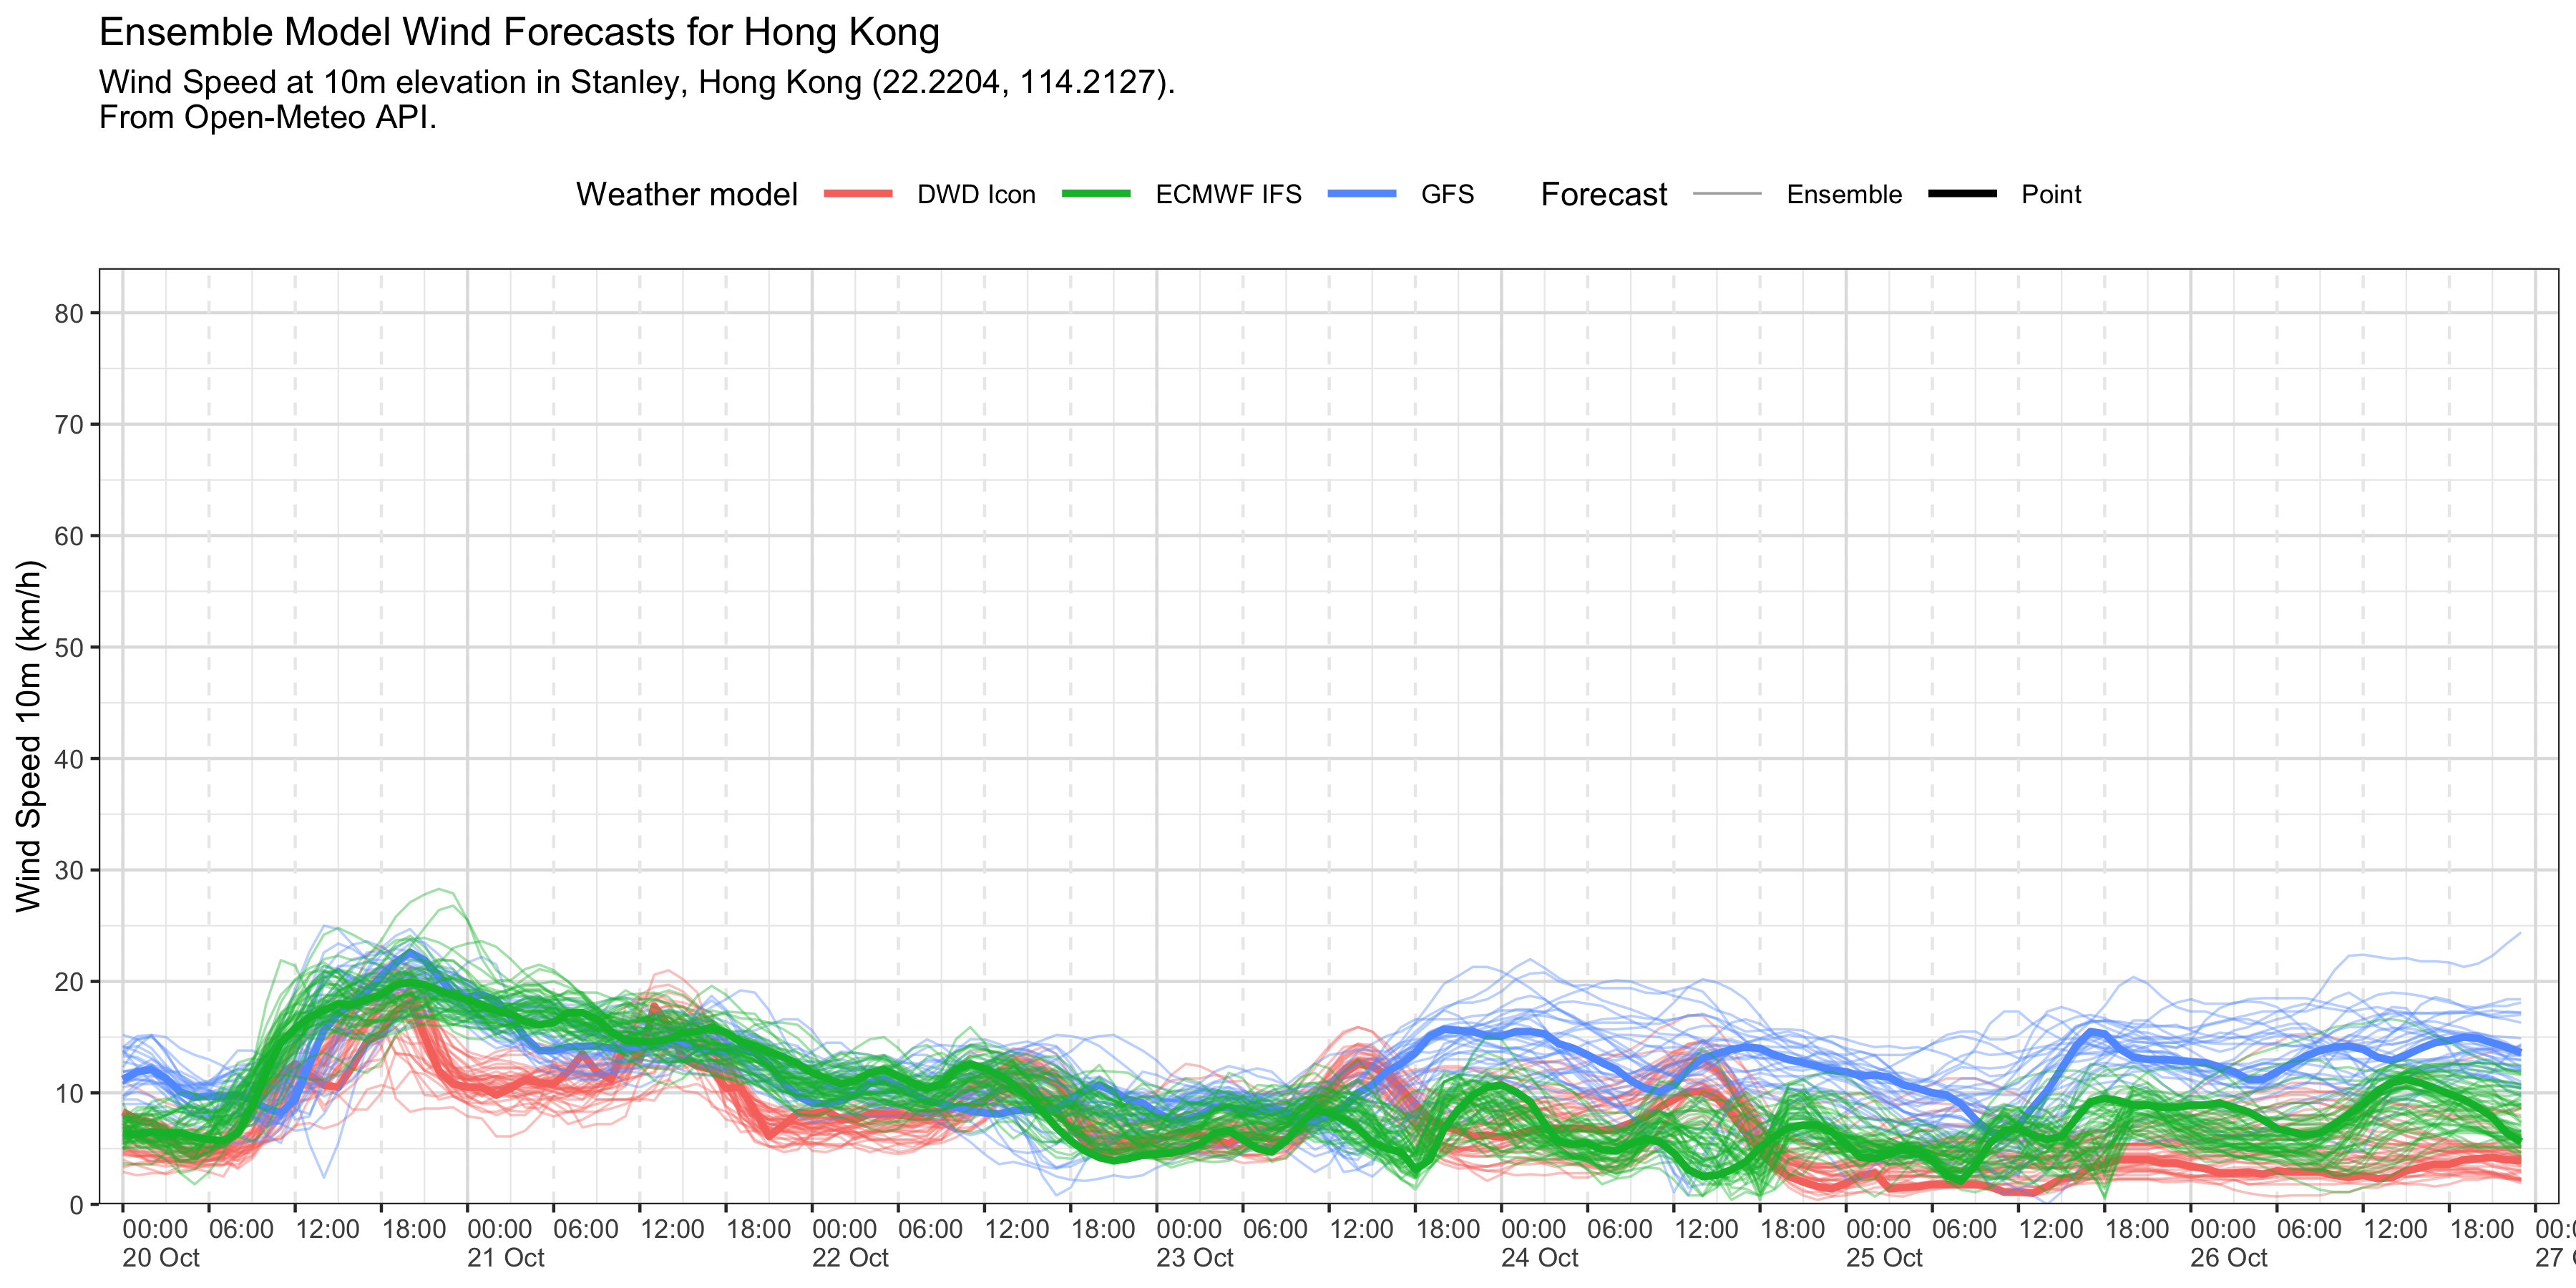 Ensemble Model Wind Forecasts for Hong Kong
Wind Speed at 10m elevation in Stanley, Hong Kong (22.2204, 114.2127).
From Open-Meteo API.
Weather model DWD Icon ECMWF IFS GFS Forecast Ensemble Point
Wind Speed 10m (km/h)
80
70
60
50
40
30
20
10
0
00:00 06:00 12:00 18:00 00:00 06:00 12:00 18:00 00:00 06:00 12:00 18:00 00:00 06:00 12:00 18:00 00:00 06:00 12:00 18:00 00:00 06:00 12:00 18:00 00:00 06:00 12:00 18:00
20 Oct 21 Oct 22 Oct 23 Oct 24 Oct 25 Oct 26 Oct 27